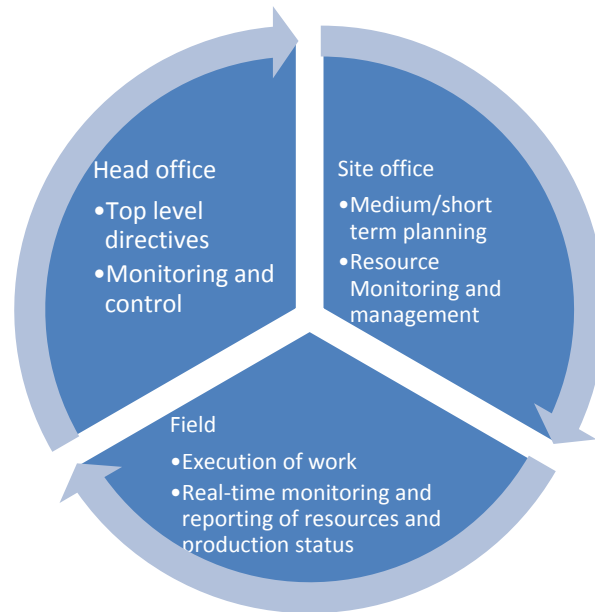 Head office
•Top level
directives
•Monitoring and
control
Site office
•Medium/short
term planning
•Resource
Monitoring and
management
Field
•Execution of work
•Real-time monitoring and
reporting of resources and
production status